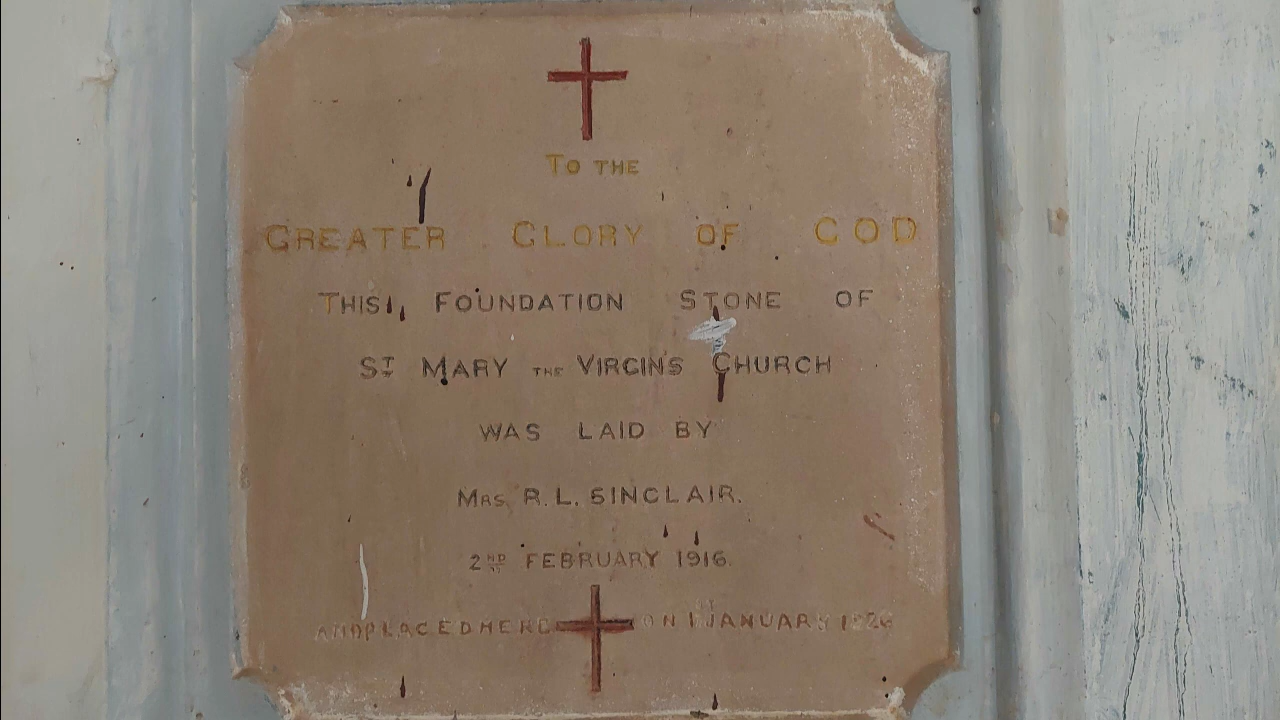 TO THE
GREATER GLORY OF GOD
THIS FOUNDATION STONE OF
ST MARY THE VIRGIN'S CHURCH
WAS LAID BY
MRS. R. L. SINCLAIR.
2ND FEBRUARY 1916.
AND PLACED HERE ON 1ST JANUARY